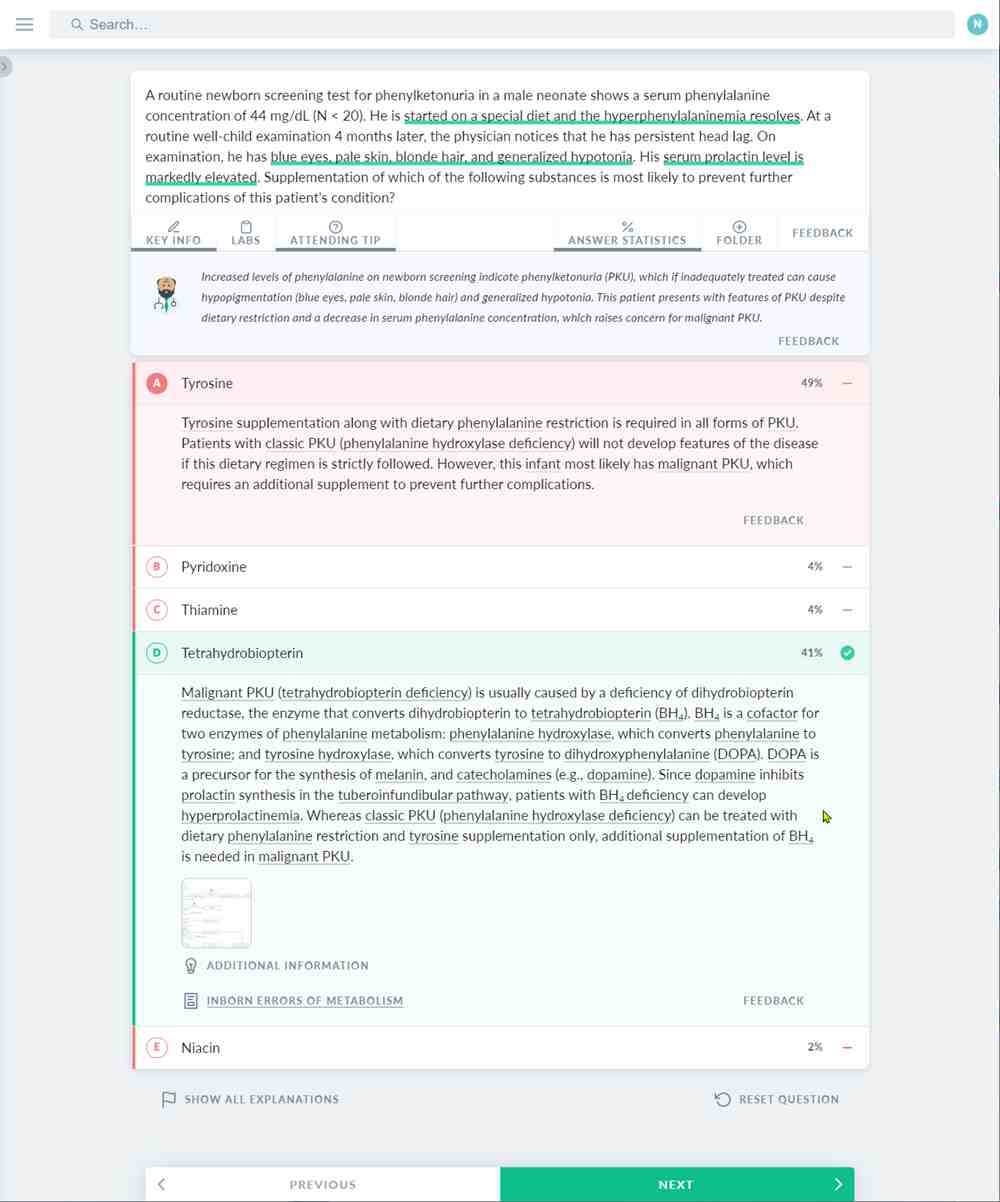 Search…
N
A routine newborn screening test for phenylketonuria in a male neonate shows a serum phenylalanine
concentration of 44 mg/dL (N < 20). He is started on a special diet and the hyperphenylalaninemia resolves. At a
routine well-child examination 4 months later, the physician notices that he has persistent head lag. On
examination, he has blue eyes, pale skin, blonde hair, and generalized hypotonia. His serum prolactin level is
markedly elevated. Supplementation of which of the following substances is most likely to prevent further
complications of this patient's condition?
KEY INFO
LABS
ATTENDING TIP
ANSWER STATISTICS
FOLDER
FEEDBACK
Increased levels of phenylalanine on newborn screening indicate phenylketonuria (PKU), which if inadequately treated can cause
hypopigmentation (blue eyes, pale skin, blonde hair) and generalized hypotonia. This patient presents with features of PKU despite
dietary restriction and a decrease in serum phenylalanine concentration, which raises concern for malignant PKU.
FEEDBACK
A Tyrosine 49%
Tyrosine supplementation along with dietary phenylalanine restriction is required in all forms of PKU.
Patients with classic PKU (phenylalanine hydroxylase deficiency) will not develop features of the disease
if this dietary regimen is strictly followed. However, this infant most likely has malignant PKU, which
requires an additional supplement to prevent further complications.
FEEDBACK
B Pyridoxine 4%
C Thiamine 4%
D Tetrahydrobiopterin 41%
Malignant PKU (tetrahydrobiopterin deficiency) is usually caused by a deficiency of dihydrobiopterin
reductase, the enzyme that converts dihydrobiopterin to tetrahydrobiopterin (BH₄). BH₄ is a cofactor for
two enzymes of phenylalanine metabolism: phenylalanine hydroxylase, which converts phenylalanine to
tyrosine; and tyrosine hydroxylase, which converts tyrosine to dihydroxyphenylalanine (DOPA). DOPA is
a precursor for the synthesis of melanin, and catecholamines (e.g., dopamine). Since dopamine inhibits
prolactin synthesis in the tuberoinfundibular pathway, patients with BH₄ deficiency can develop
hyperprolactinemia. Whereas classic PKU (phenylalanine hydroxylase deficiency) can be treated with
dietary phenylalanine restriction and tyrosine supplementation only, additional supplementation of BH₄
is needed in malignant PKU.
ADDITIONAL INFORMATION
INBORN ERRORS OF METABOLISM
FEEDBACK
E Niacin 2%
SHOW ALL EXPLANATIONS
RESET QUESTION
PREVIOUS
NEXT